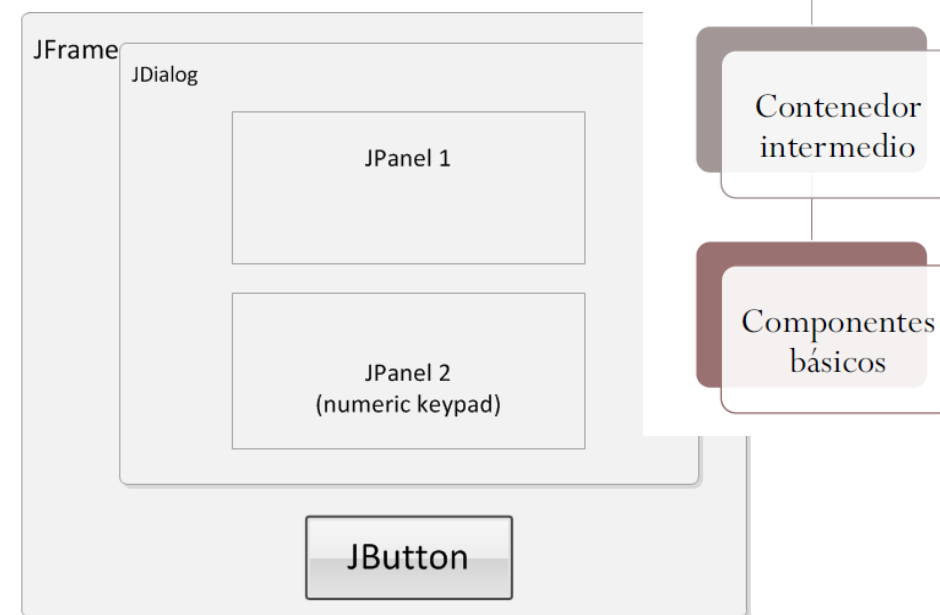 JFrame
JDialog
JPanel 1
JPanel 2
(numeric keypad)
JButton
Contenedor
intermedio
Componentes
básicos